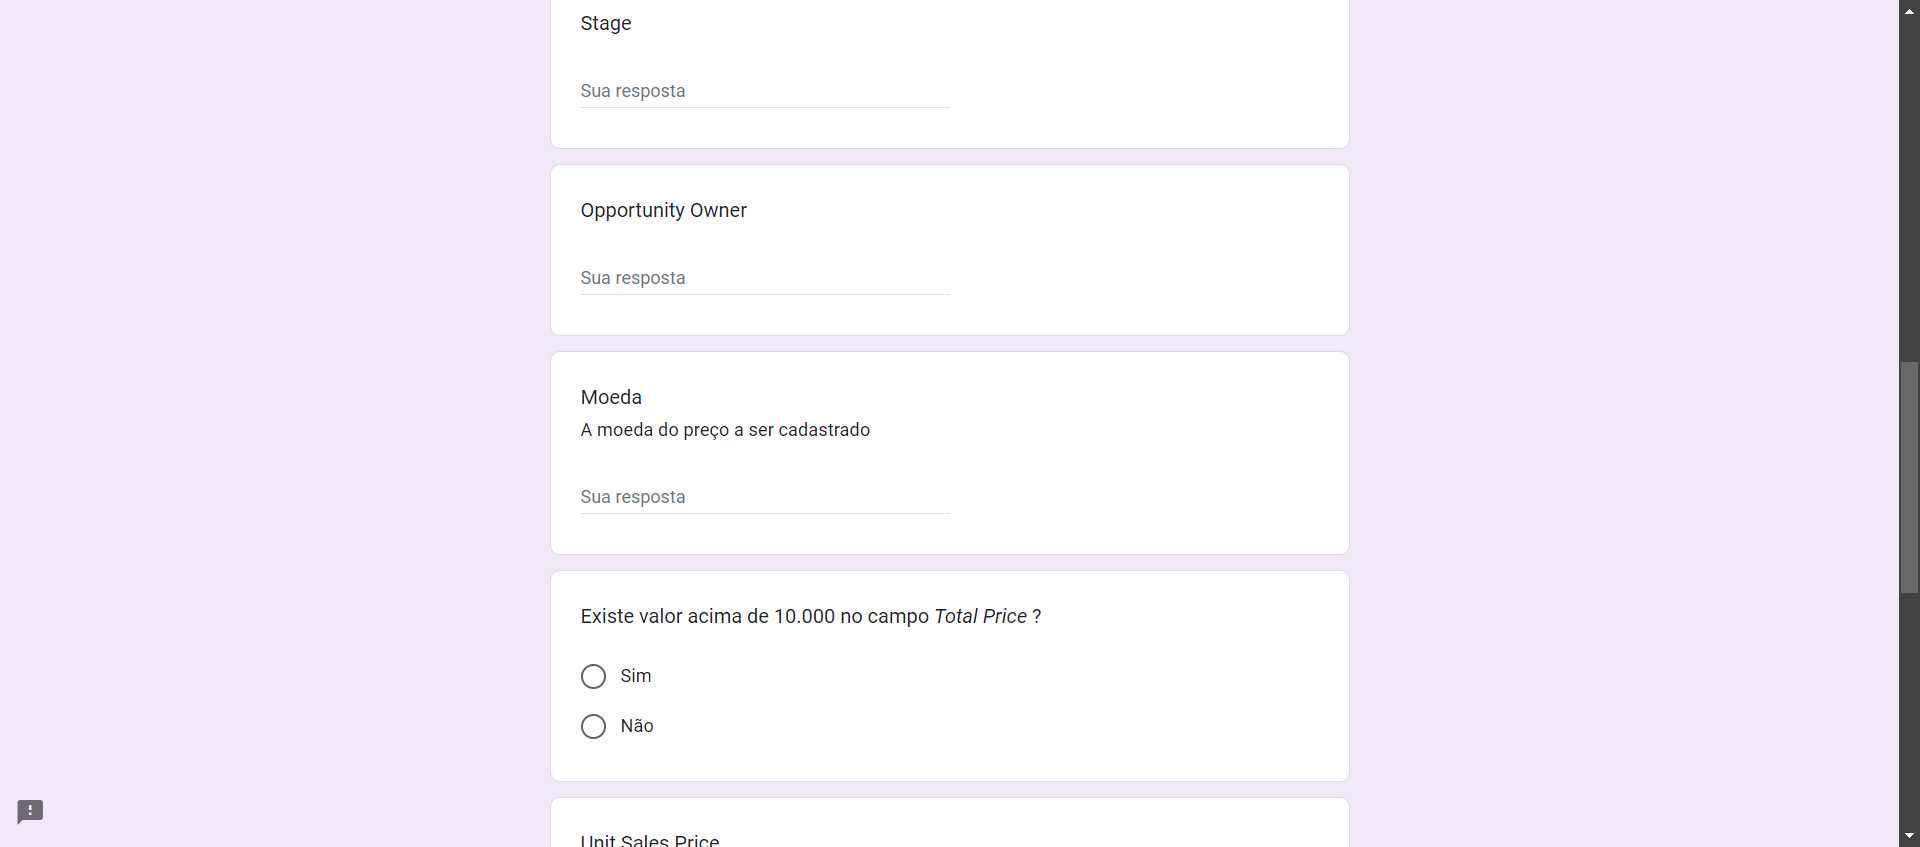 Stage
Sua resposta
Opportunity Owner
Sua resposta
Moeda
A moeda do preço a ser cadastrado
Sua resposta
Existe valor acima de 10.000 no campo Total Price ?
Sim
Não
Unit Sales Price